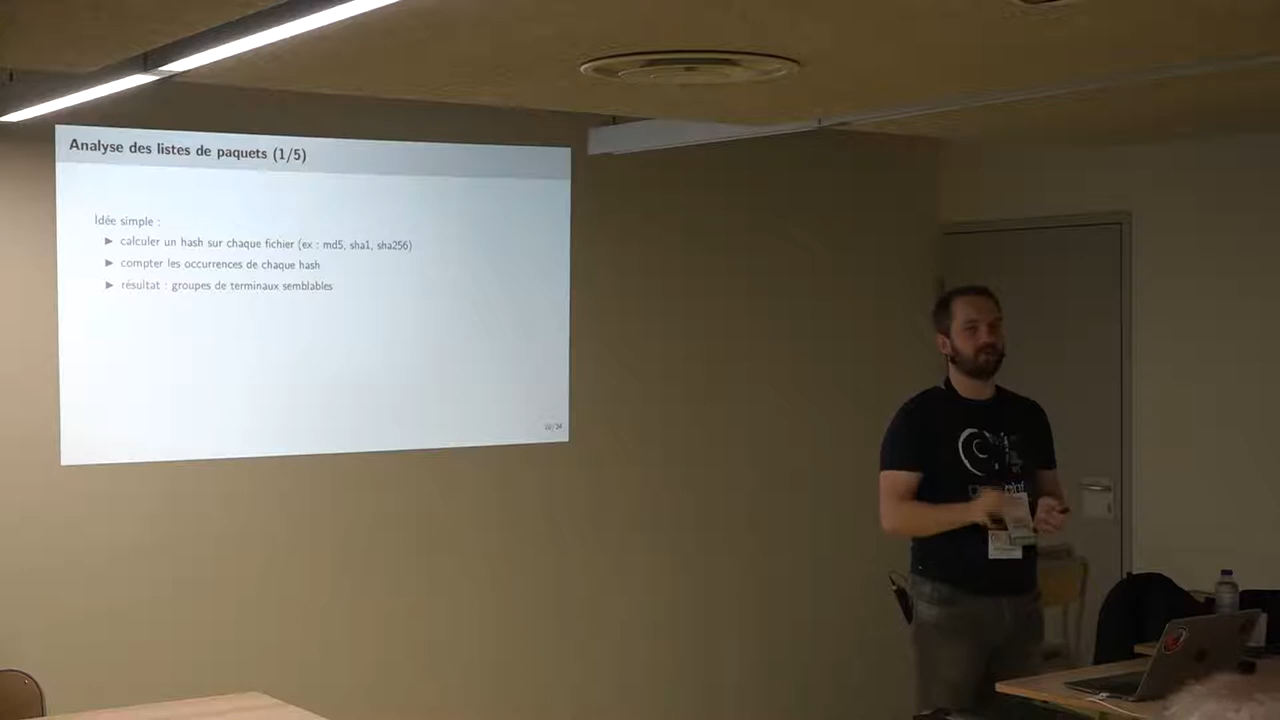 Analyse des listes de paquets (1/5)
Idée simple :
▶ calculer un hash sur chaque fichier (ex : md5, sha1, sha256)
▶ compter les occurrences de chaque hash
▶ résultat : groupes de terminaux semblables